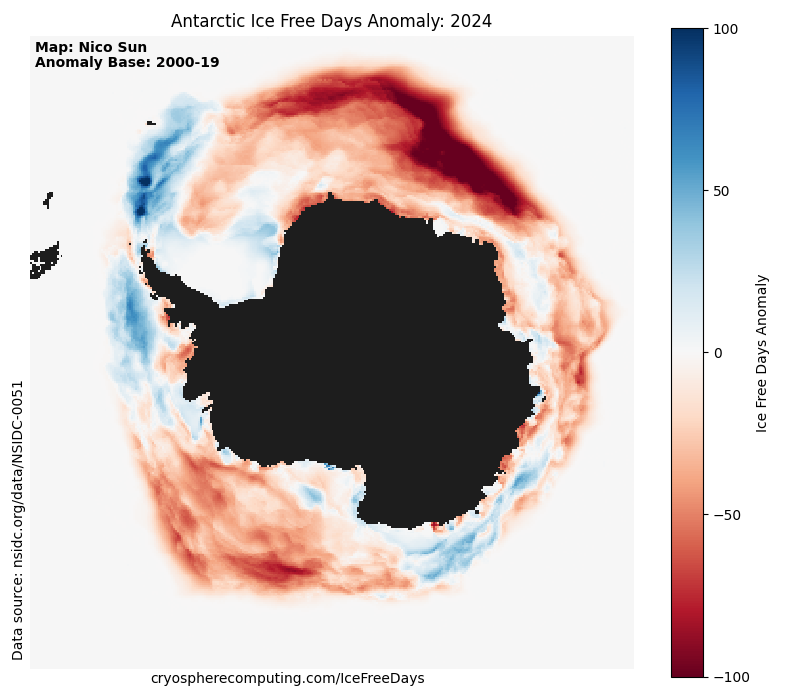 Antarctic Ice Free Days Anomaly: 2024
Map: Nico Sun
Anomaly Base: 2000-19
100
50
0
−50
−100
Ice Free Days Anomaly
Data source: nsidc.org/data/NSIDC-0051
cryospherecomputing.com/IceFreeDays